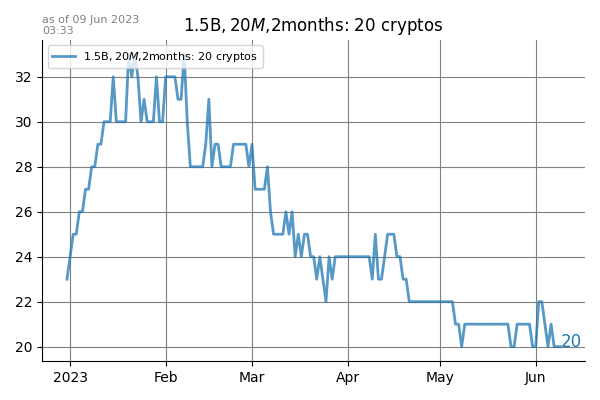 as of 09 Jun 2023
03:33
1.5B, 20M,2months: 20 cryptos
1.5B, 20M,2months: 20 cryptos
32
30
28
26
24
22
20
20
2023
Feb
Mar
Apr
May
Jun